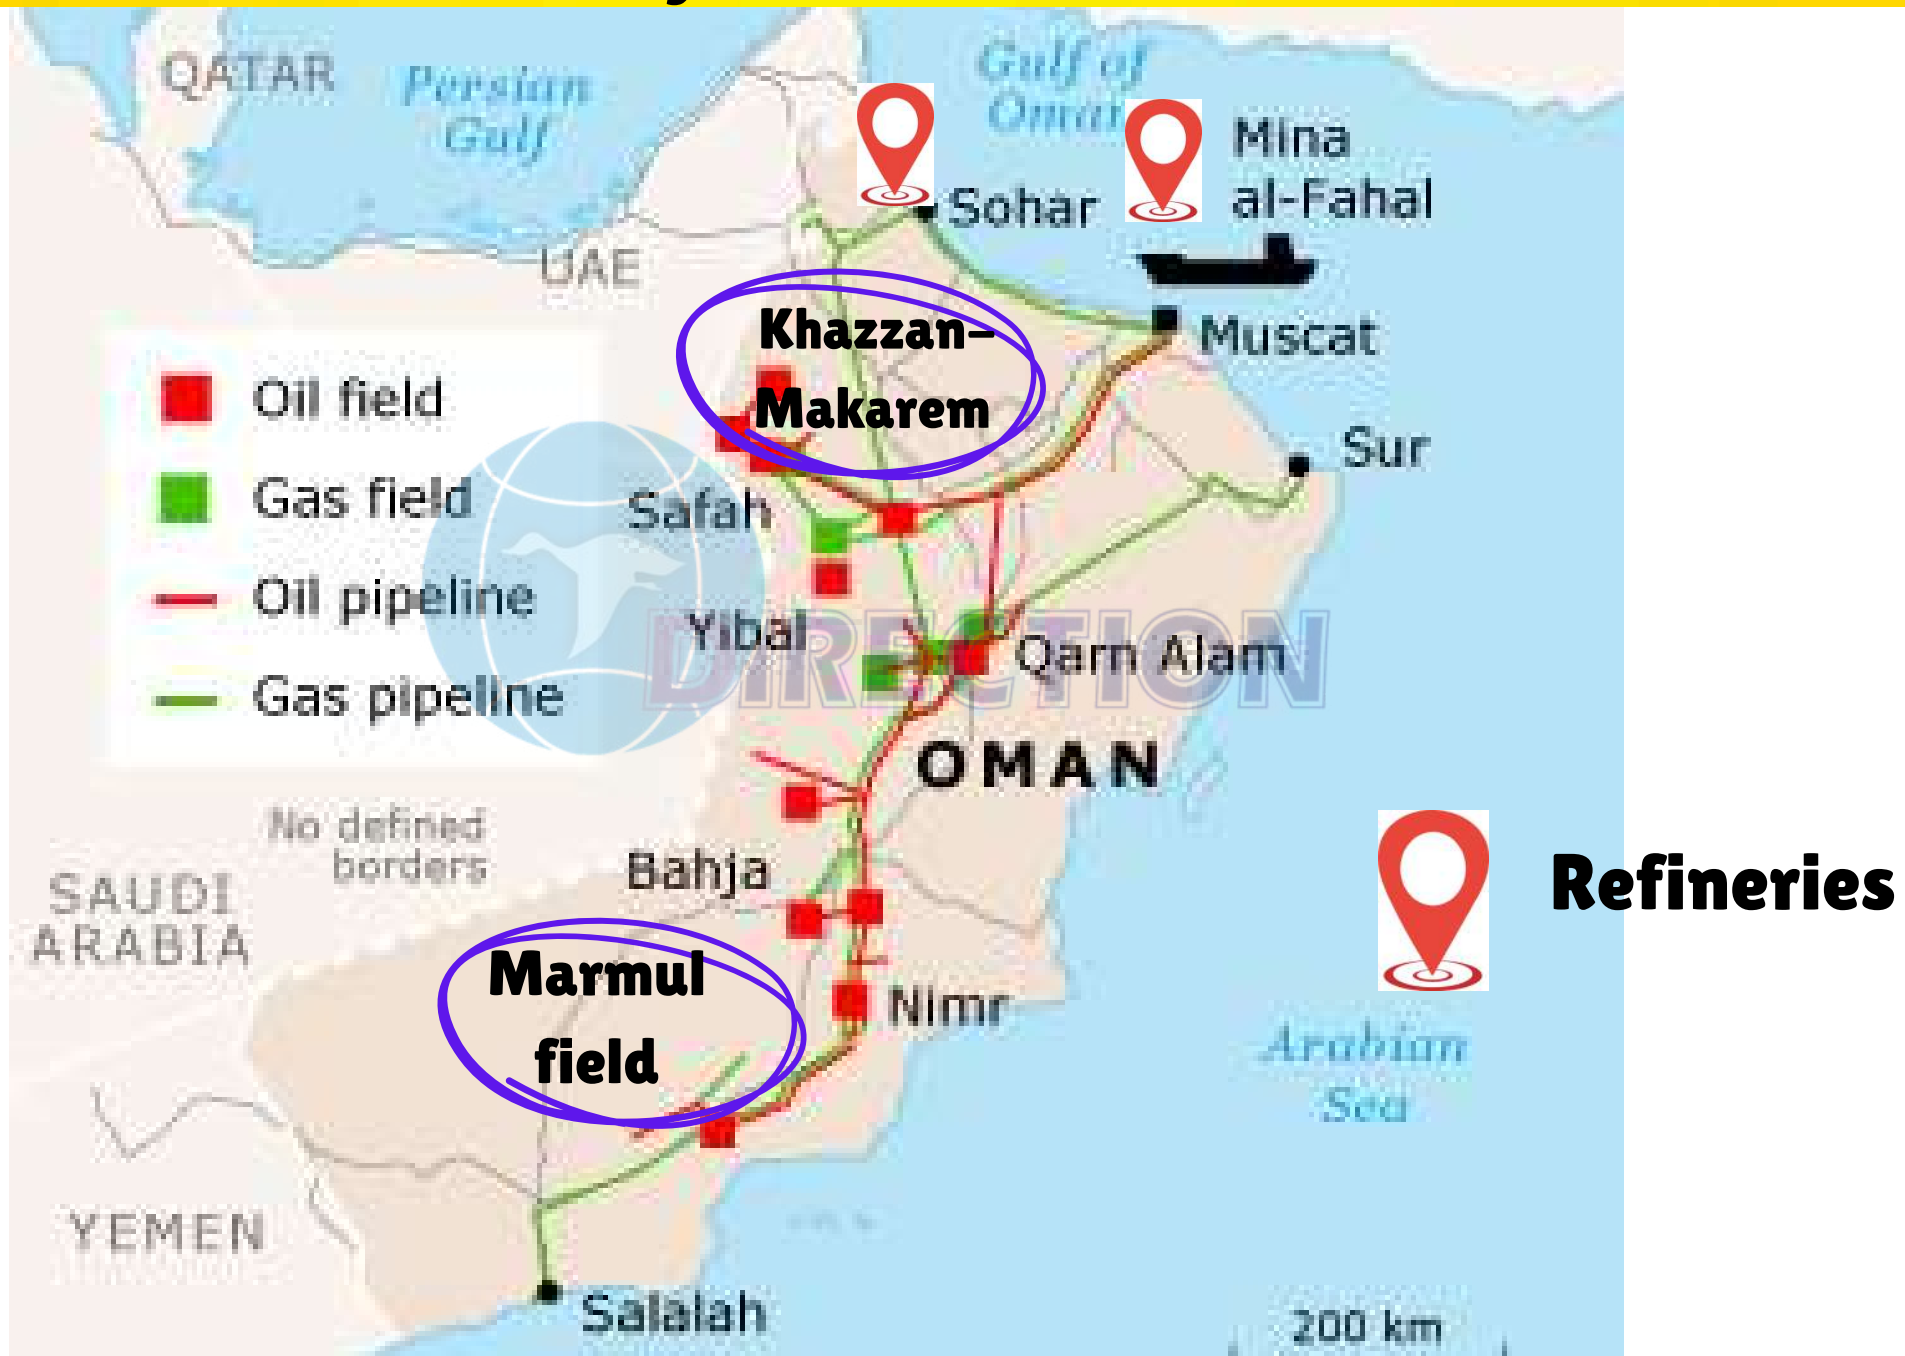 QATAR
Persian
Gulf
Gulf of
Oman
Mina
al-Fahal
Sohar
UAE
Khazzan-
Makarem
Muscat
Oil field
Gas field
Oil pipeline
Gas pipeline
Sur
Safah
Yibal
DIRECTION
Qarn Alam
OMAN
No defined
borders
Bahja
SAUDI
ARABIA
Refineries
Marmul
field
Nimr
Arabian
Sea
YEMEN
Salalah
200 km